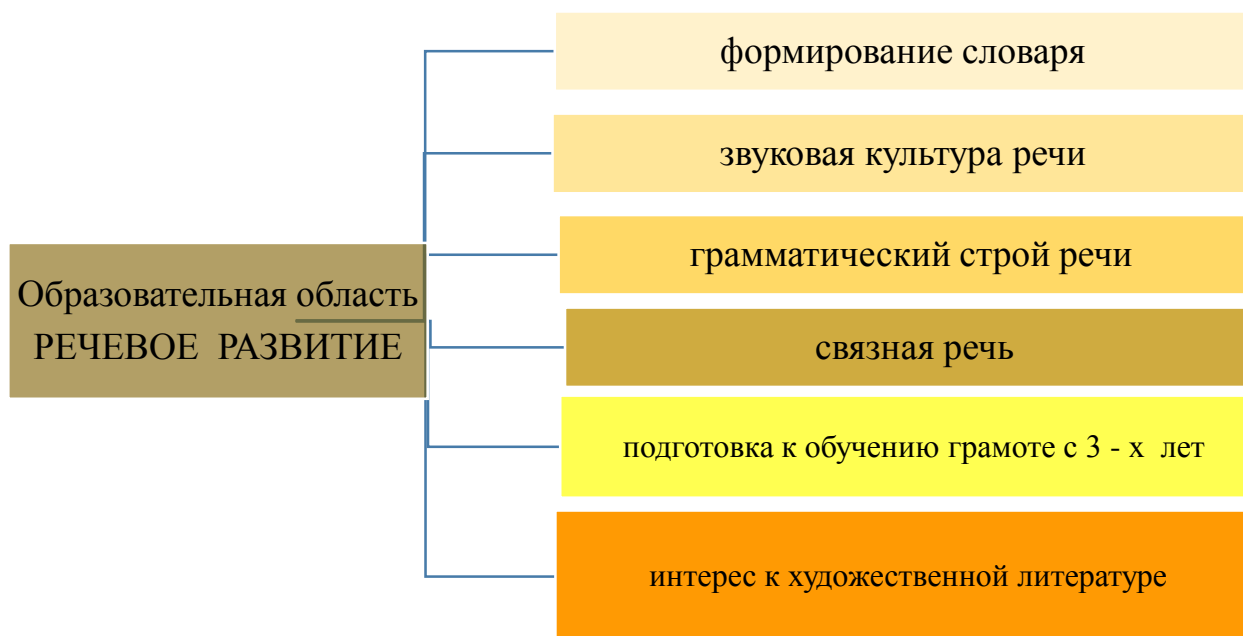 формирование словаря
звуковая культура речи
грамматический строй речи
Образовательная область
РЕЧЕВОЕ РАЗВИТИЕ
связная речь
подготовка к обучению грамоте с 3 - х лет
интерес к художественной литературе